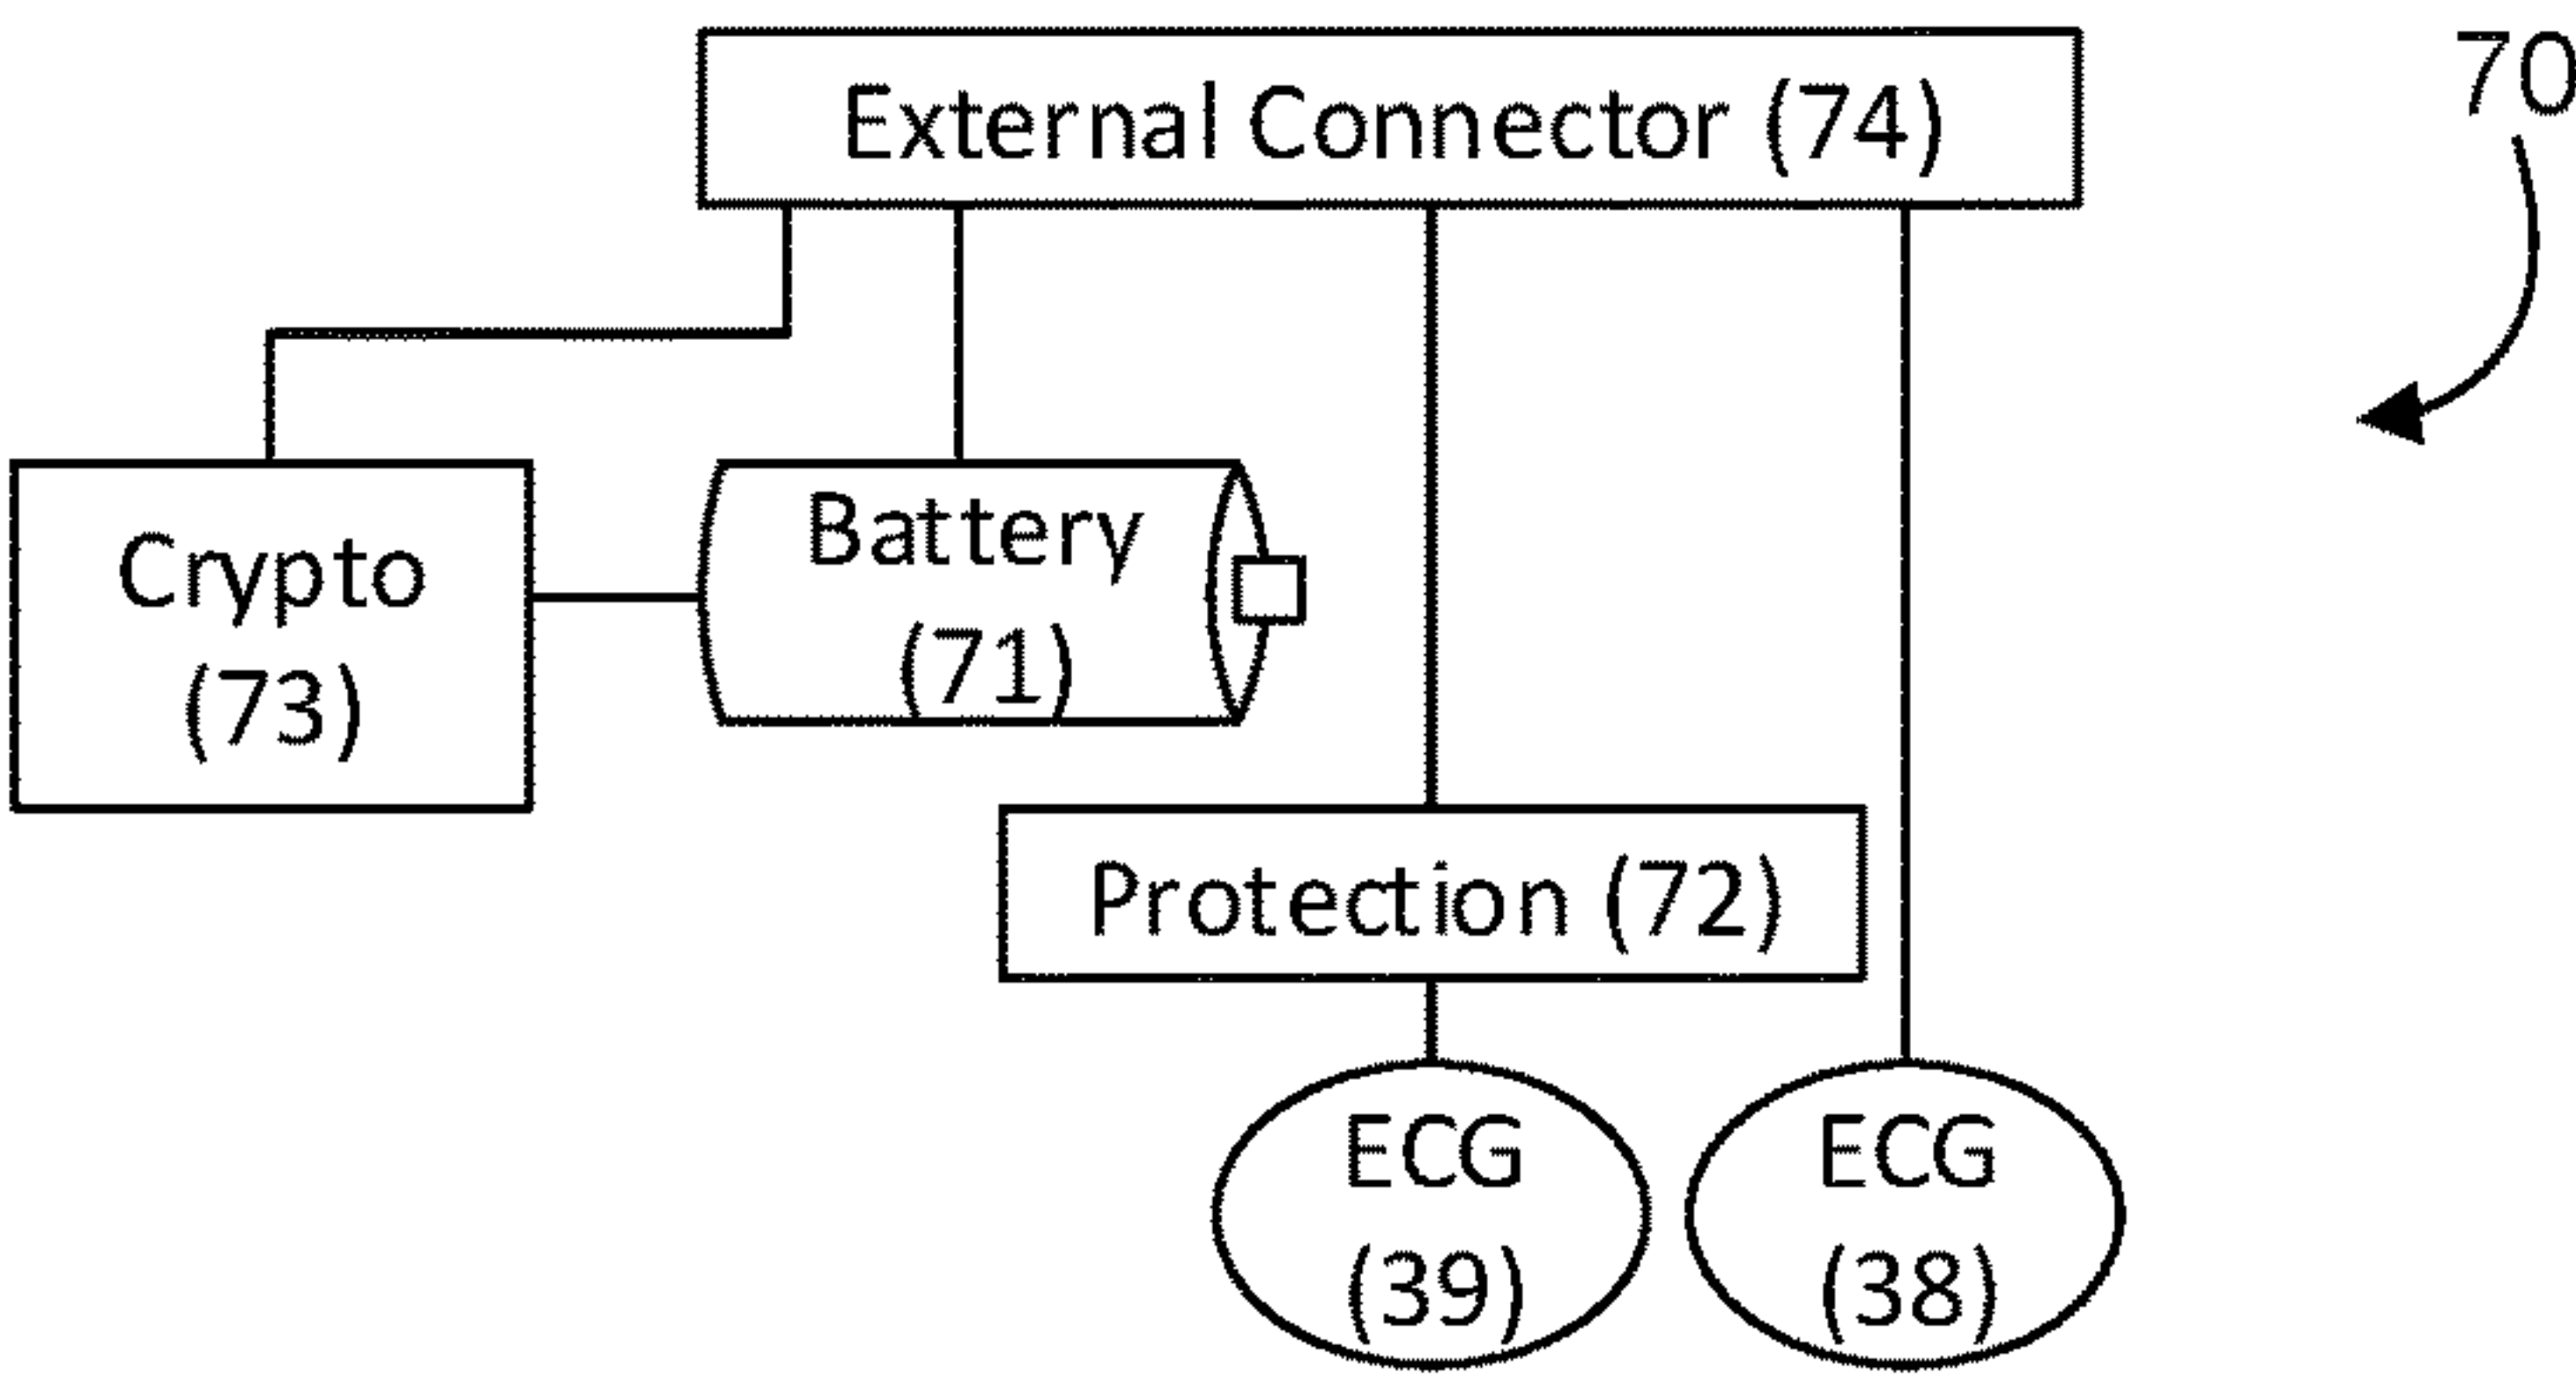 70
External Connector (74)
Crypto
(73)
Battery
(71)
Protection (72)
ECG
(39)
ECG
(38)